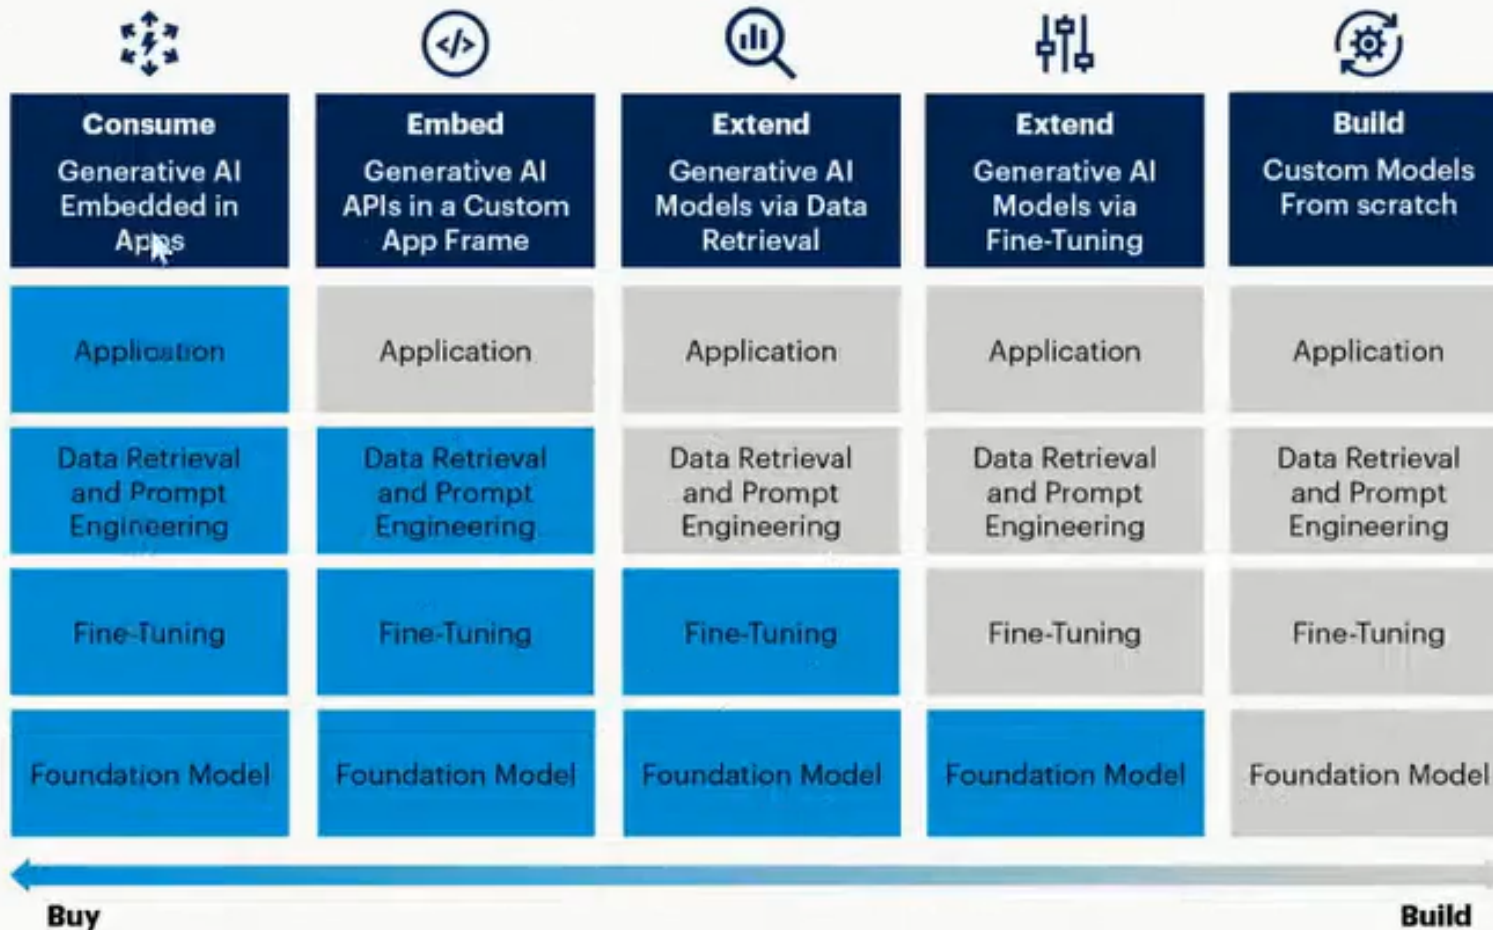 Consume
Generative AI
Embedded in
Apps
Embed
Generative AI
APIs in a Custom
App Frame
Extend
Generative AI
Models via Data
Retrieval
Extend
Generative AI
Models via
Fine-Tuning
Build
Custom Models
From scratch
Application
Application
Application
Application
Application
Data Retrieval
and Prompt
Engineering
Data Retrieval
and Prompt
Engineering
Data Retrieval
and Prompt
Engineering
Data Retrieval
and Prompt
Engineering
Data Retrieval
and Prompt
Engineering
Fine-Tuning
Fine-Tuning
Fine-Tuning
Fine-Tuning
Fine-Tuning
Foundation Model
Foundation Model
Foundation Model
Foundation Model
Foundation Model
Buy
Build